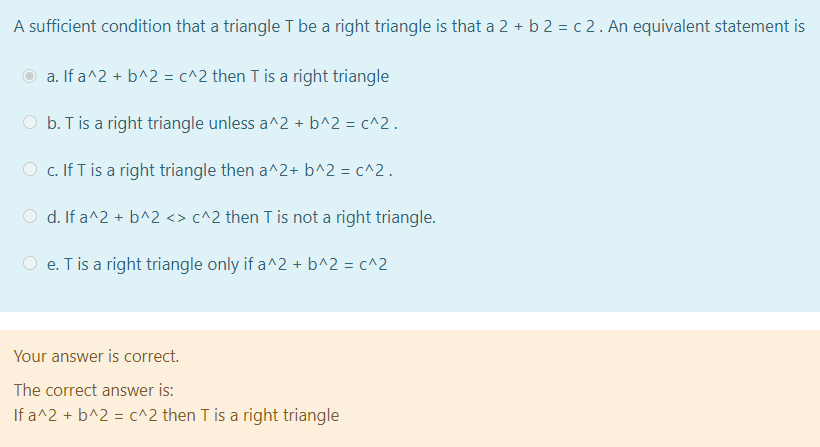 A sufficient condition that a triangle T be a right triangle is that a 2 + b 2 = c 2 . An equivalent statement is
a. If a^2 + b^2 = c^2 then T is a right triangle
b. T is a right triangle unless a^2 + b^2 = c^2 .
c. If T is a right triangle then a^2+ b^2 = c^2 .
d. If a^2 + b^2 <> c^2 then T is not a right triangle.
e. T is a right triangle only if a^2 + b^2 = c^2
Your answer is correct.
The correct answer is:
If a^2 + b^2 = c^2 then T is a right triangle